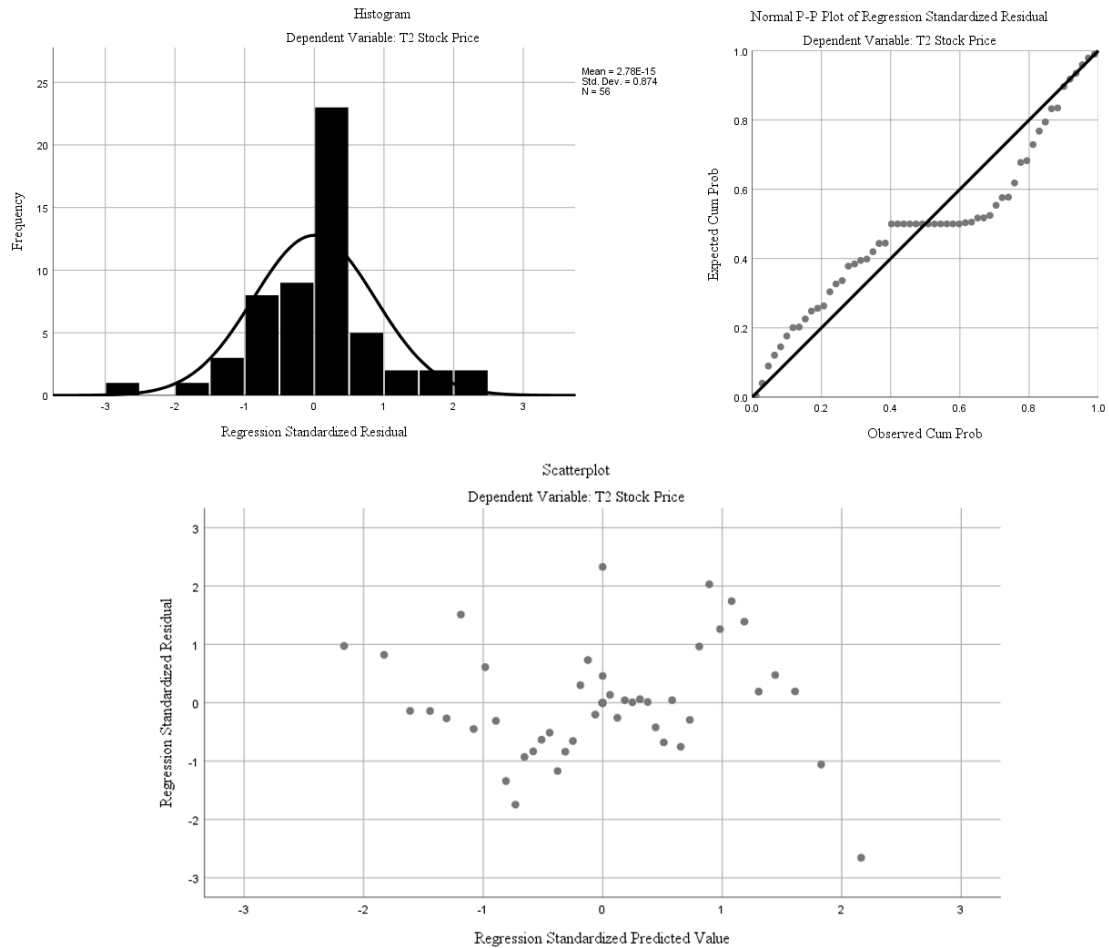 Histogram
Dependent Variable: T2 Stock Price
Mean = 2.78E-15
Std. Dev. = 0.874
N = 56
25
20
15
10
5
0
Frequency
-3 -2 -1 0 1 2 3
Regression Standardized Residual
Normal P-P Plot of Regression Standardized Residual
Dependent Variable: T2 Stock Price
1.0
0.8
0.6
0.4
0.2
0.0
Expected Cum Prob
0.0 0.2 0.4 0.6 0.8 1.0
Observed Cum Prob
Scatterplot
Dependent Variable: T2 Stock Price
3
2
1
0
-1
-2
-3
Regression Standardized Residual
-3 -2 -1 0 1 2 3
Regression Standardized Predicted Value